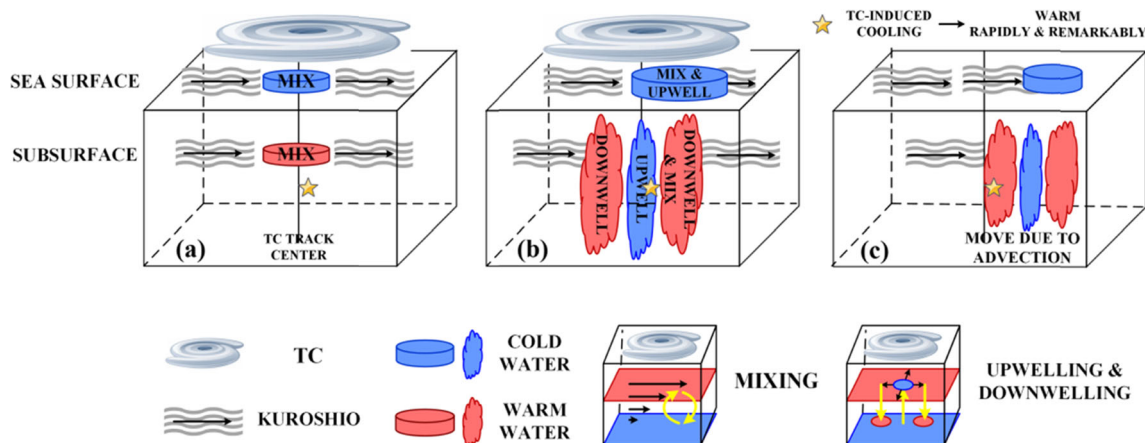 TC-INDUCED
COOLING
WARM
RAPIDLY & REMARKABLY
SEA SURFACE
SUBSURFACE
MIX
MIX
(a)
TC TRACK
CENTER
MIX &
UPWELL
DOWNWELL
UPWELL
DOWNWELL
& MIX
(b)
(c)
MOVE DUE TO
ADVECTION
TC
COLD
WATER
MIXING
UPWELLING &
DOWNWELLING
KUROSHIO
WARM
WATER